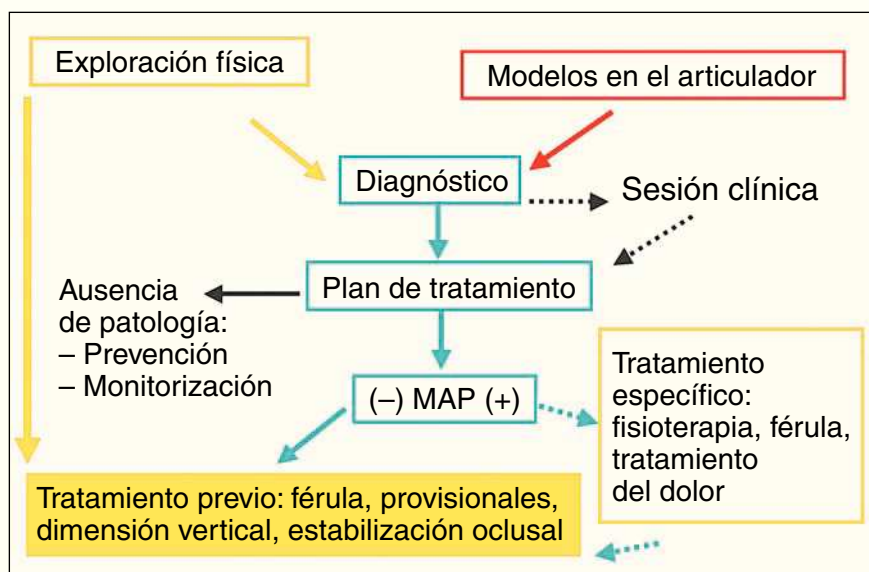 Exploración física
Modelos en el articulador
Diagnóstico
Sesión clínica
Plan de tratamiento
Ausencia
de patología:
– Prevención
– Monitorización
(–) MAP (+)
Tratamiento
específico:
fisioterapia, férula,
tratamiento
del dolor
Tratamiento previo: férula, provisionales,
dimensión vertical, estabilización oclusal